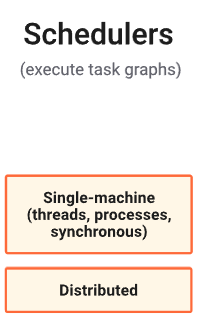 Schedulers
(execute task graphs)
Single-machine
(threads, processes,
synchronous)
Distributed